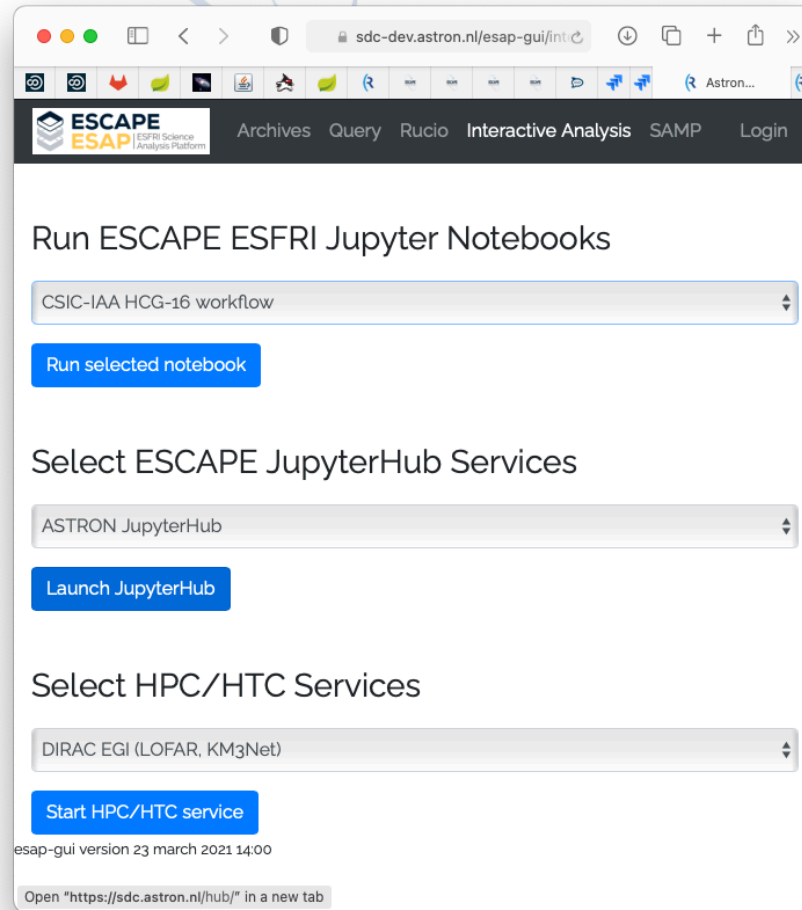 sdc-dev.astron.nl/esap-gui/int
Astron...
ESCAPE
ESAP ESFRI Science Analysis Platform
Archives Query Rucio Interactive Analysis SAMP Login
Run ESCAPE ESFRI Jupyter Notebooks
CSIC-IAA HCG-16 workflow
Run selected notebook
Select ESCAPE JupyterHub Services
ASTRON JupyterHub
Launch JupyterHub
Select HPC/HTC Services
DIRAC EGI (LOFAR, KM3Net)
Start HPC/HTC service
esap-gui version 23 march 2021 14:00
Open "https://sdc.astron.nl/hub/" in a new tab